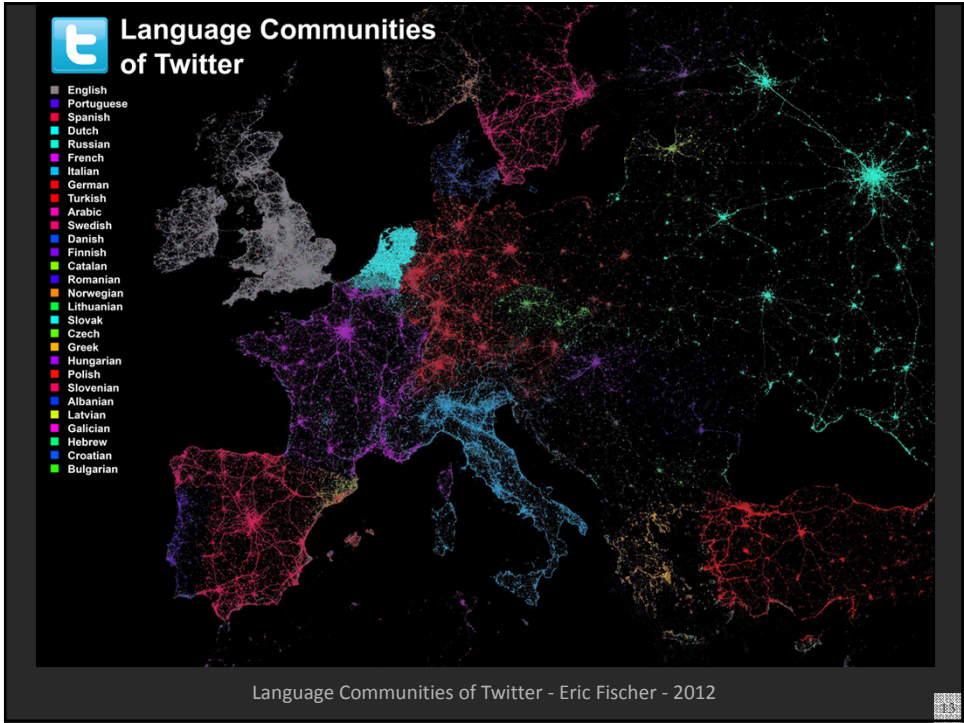 t
Language Communities
of Twitter
English
Portuguese
Spanish
Dutch
Russian
French
Italian
German
Turkish
Arabic
Swedish
Danish
Finnish
Catalan
Romanian
Norwegian
Lithuanian
Slovak
Czech
Greek
Hungarian
Polish
Slovenian
Albanian
Latvian
Galician
Hebrew
Croatian
Bulgarian
Language Communities of Twitter - Eric Fischer - 2012